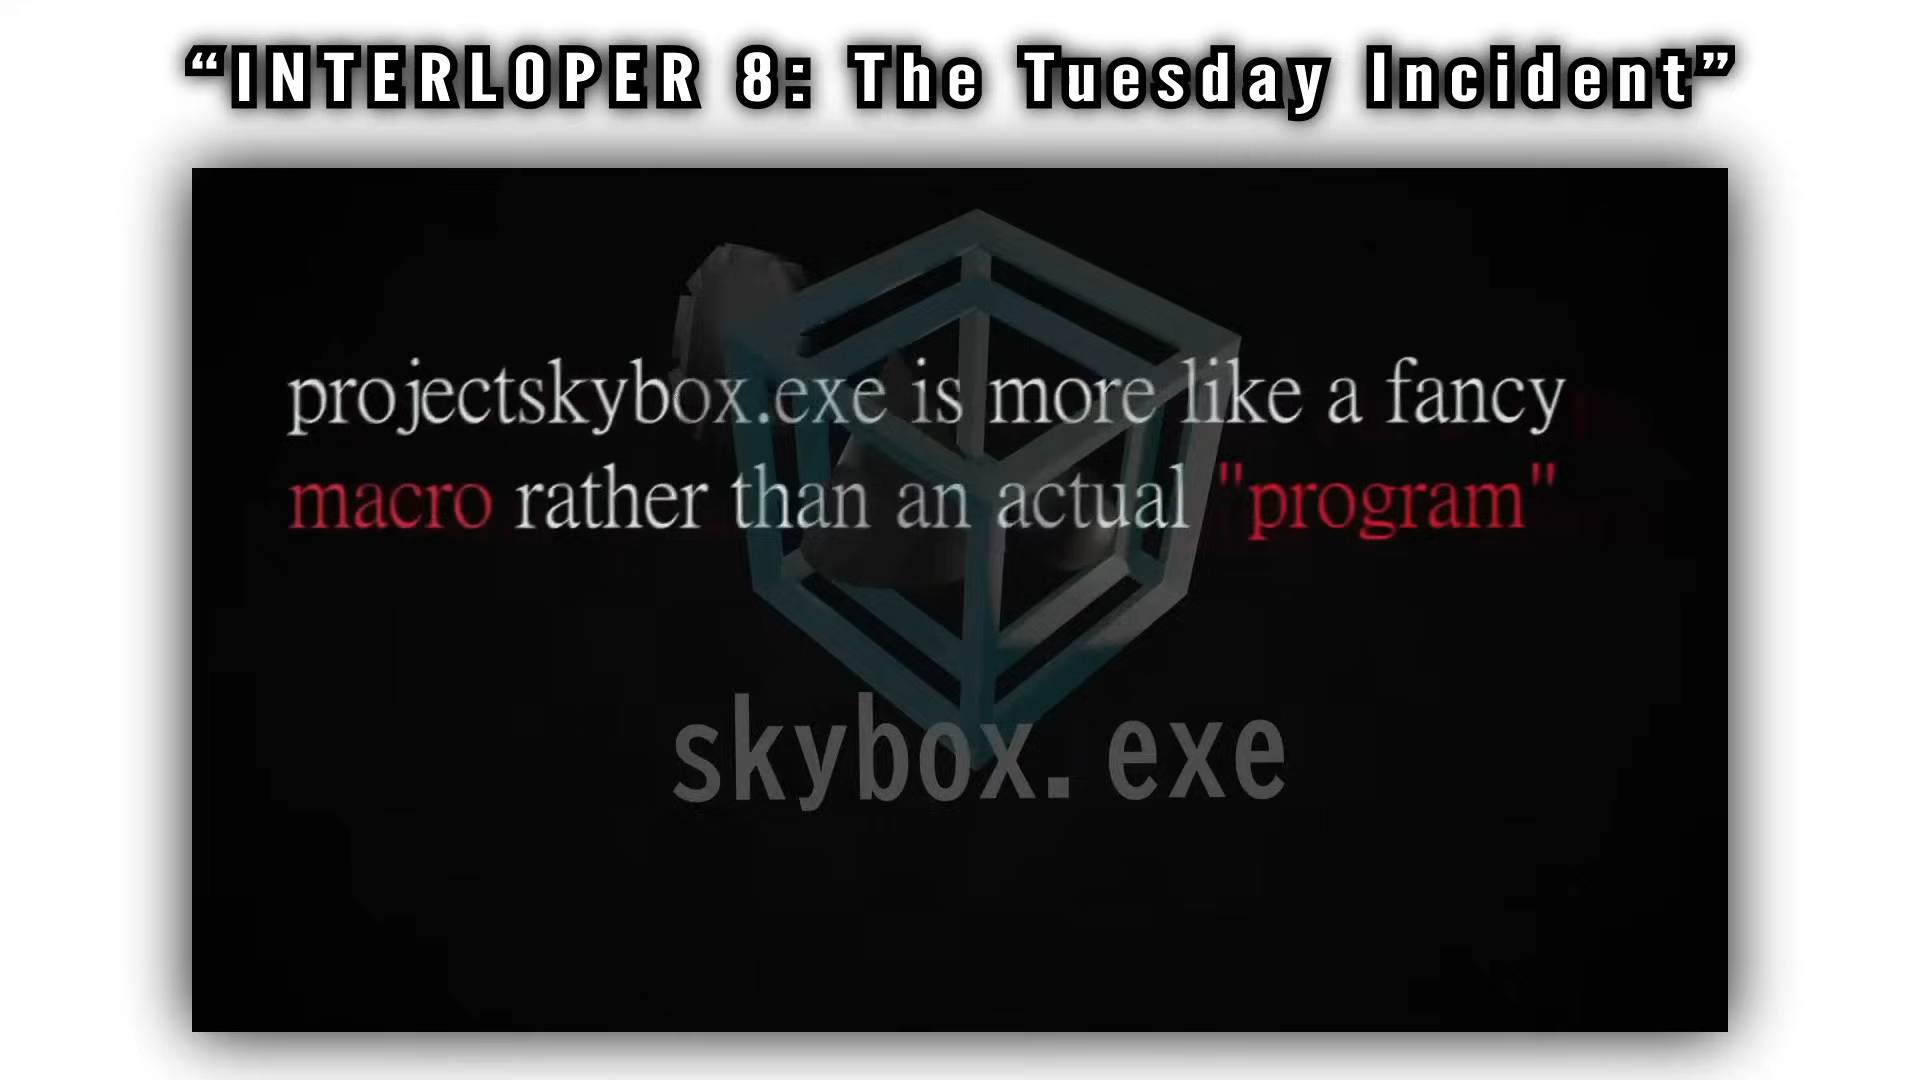 “INTERLOPER 8: The Tuesday Incident”
projectskybox.exe is more like a fancy
macro rather than an actual "program"
skybox.exe